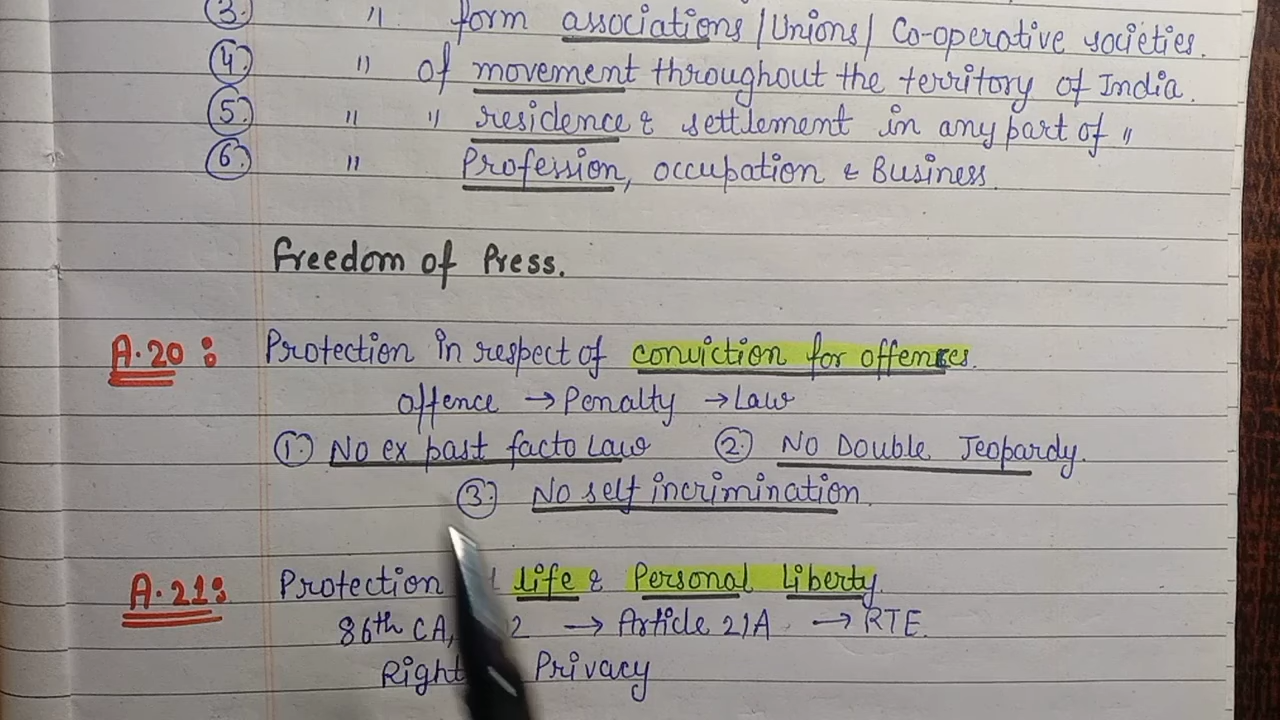 3. " form associations/Unions/ Co-operative societies.
4. " of movement throughout the territory of India.
5. " " residence & settlement in any part of "
6. " Profession, occupation & Business.
Freedom of Press.
A.20: Protection in respect of conviction for offences.
offence → Penalty → Law
1. No ex past facto Law 2. No Double Jeopardy.
3. No self incrimination.
A.21: Protection life & Personal Liberty.
86th CA, → Article 21A → RTE.
Right Privacy